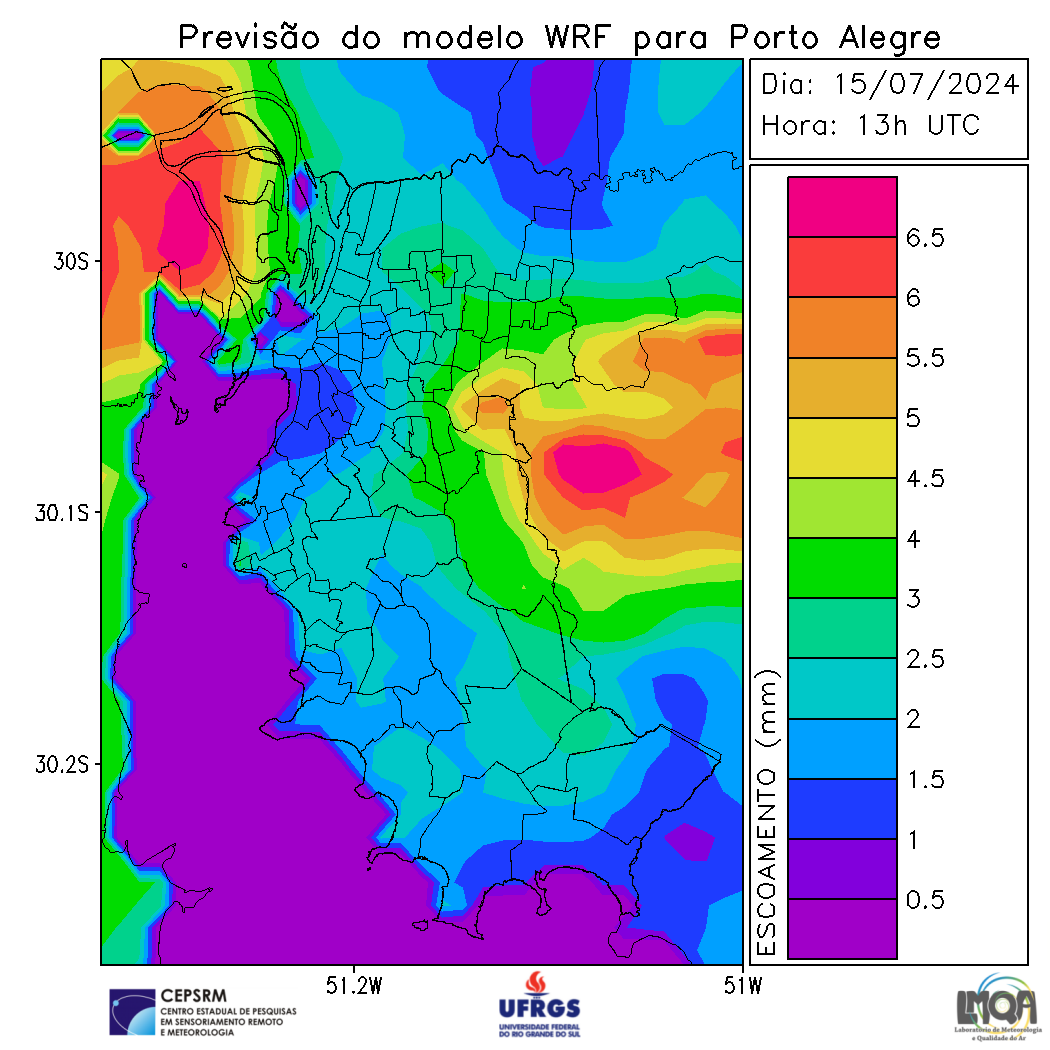 Previsão do modelo WRF para Porto Alegre
Dia: 15/07/2024
Hora: 13h UTC
30S
30.1S
30.2S
51.2W
51W
ESCOAMENTO (mm)
6.5
6
5.5
5
4.5
4
3
2.5
2
1.5
1
0.5
CEPSRM
CENTRO ESTADUAL DE PESQUISAS
EM SENSORIAMENTO REMOTO
E METEOROLOGIA
UFRGS
UNIVERSIDADE FEDERAL
DO RIO GRANDE DO SUL
LMQA
Laboratório de Meteorologia
e Qualidade do Ar